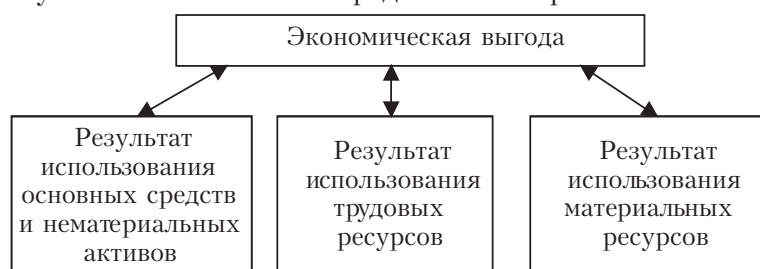 Экономическая выгода
Результат
использования
основных средств
и нематериальных
активов
Результат
использования
трудовых
ресурсов
Результат
использования
материальных
ресурсов